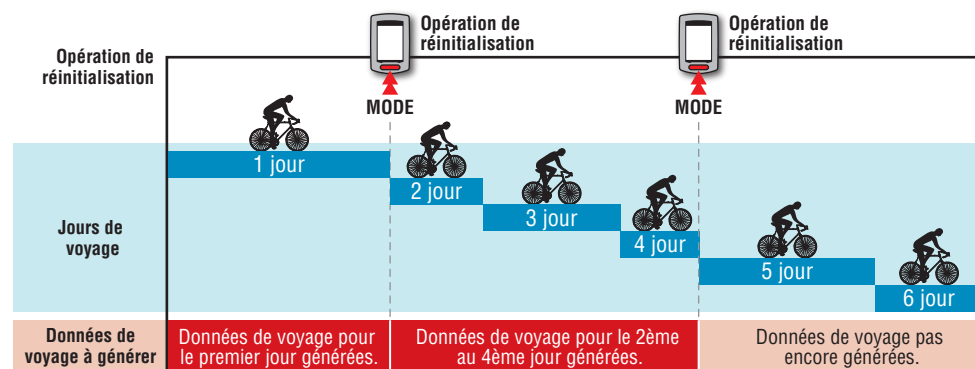 Opération de
réinitialisation
Opération de
réinitialisation
Opération de
réinitialisation
MODE
MODE
1 jour
2 jour
3 jour
4 jour
5 jour
6 jour
Jours de
voyage
Données de
voyage à générer
Données de voyage pour
le premier jour générées.
Données de voyage pour le 2ème
au 4ème jour générées.
Données de voyage pas
encore générées.